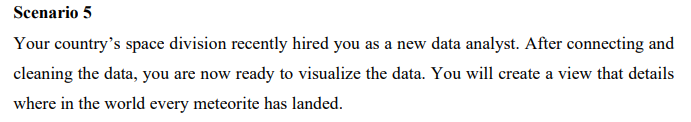 Scenario 5
Your country’s space division recently hired you as a new data analyst. After connecting and
cleaning the data, you are now ready to visualize the data. You will create a view that details
where in the world every meteorite has landed.